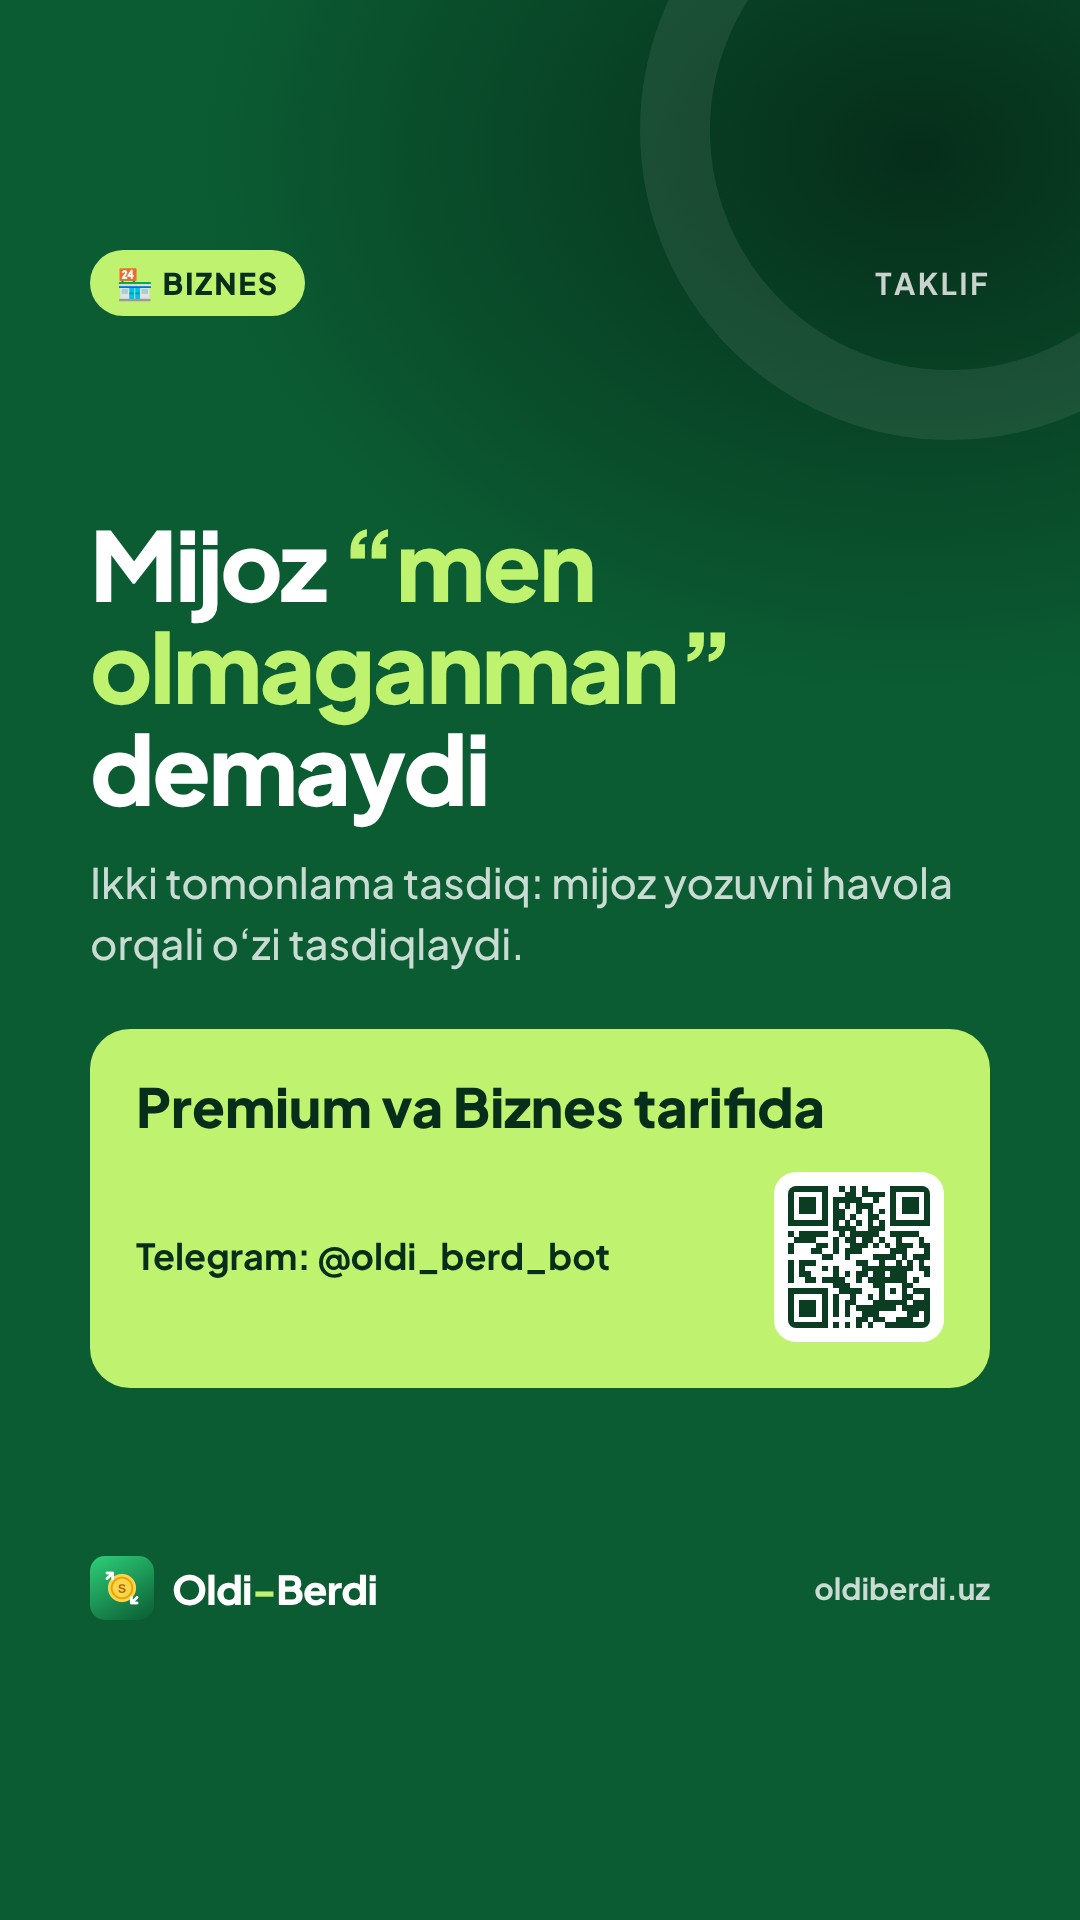 BIZNES
TAKLIF
Mijoz “men
olmaganman”
demaydi
Ikki tomonlama tasdiq: mijoz yozuvni havola
orqali o‘zi tasdiqlaydi.
Premium va Biznes tarifida
Telegram: @oldi_berd_bot
Oldi-Berdi
oldiberdi.uz